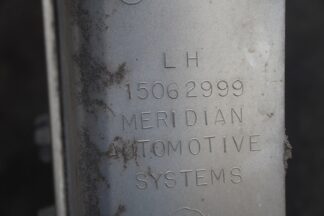 LH
15062999
MERIDIAN
AUTOMOTIVE
SYSTEMS